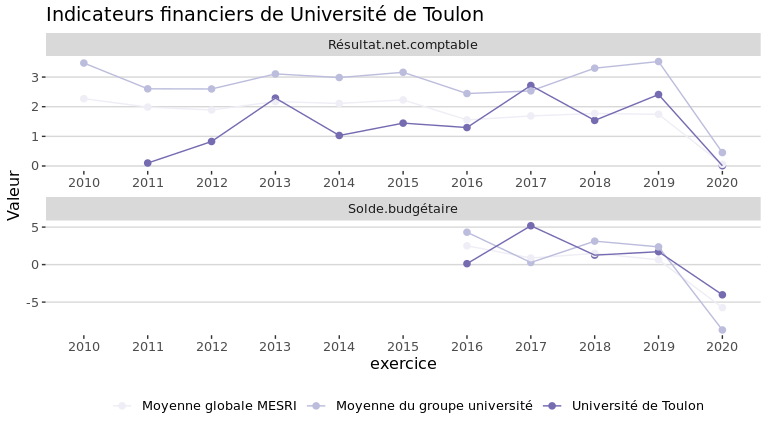 Indicateurs financiers de Université de Toulon
Résultat.net.comptable
3
2
1
0
2010 2011 2012 2013 2014 2015 2016 2017 2018 2019 2020
Valeur
Solde.budgétaire
5
0
-5
2010 2011 2012 2013 2014 2015 2016 2017 2018 2019 2020
exercice
Moyenne globale MESRI Moyenne du groupe université Université de Toulon